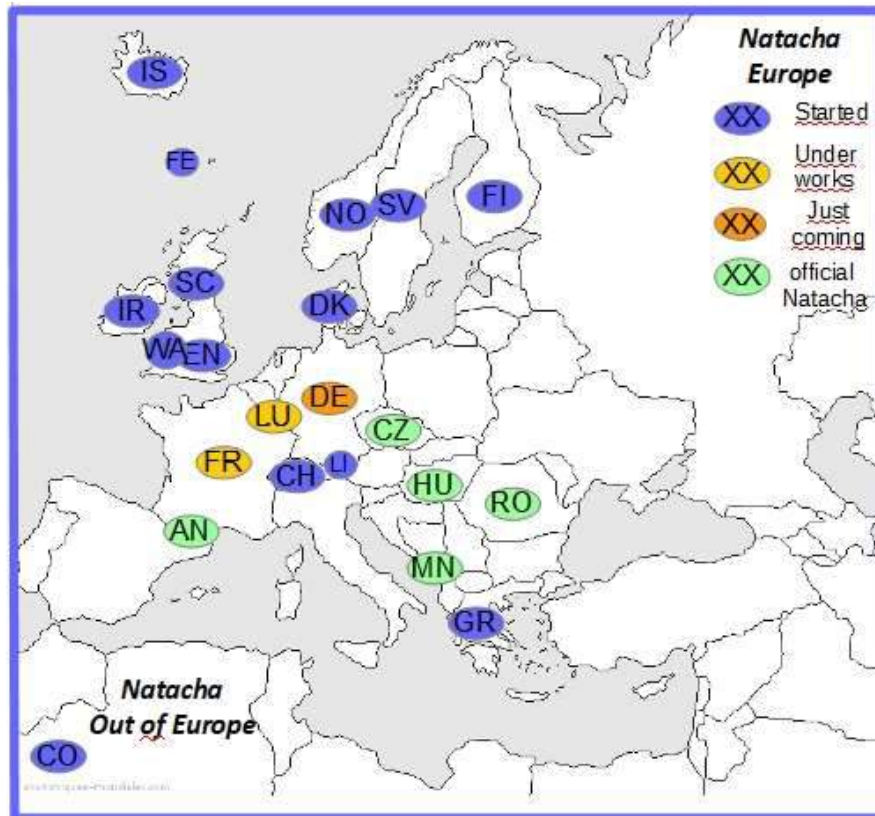 Natacha
Europe
XX Started
XX Under
works
XX Just
coming
XX official
Natacha
IS
FE
NO SV FI
SC
IR
DK
WA EN
DE
LU
CZ
FR
CH LI
HU
RO
AN
MN
GR
Natacha
Out of Europe
CO